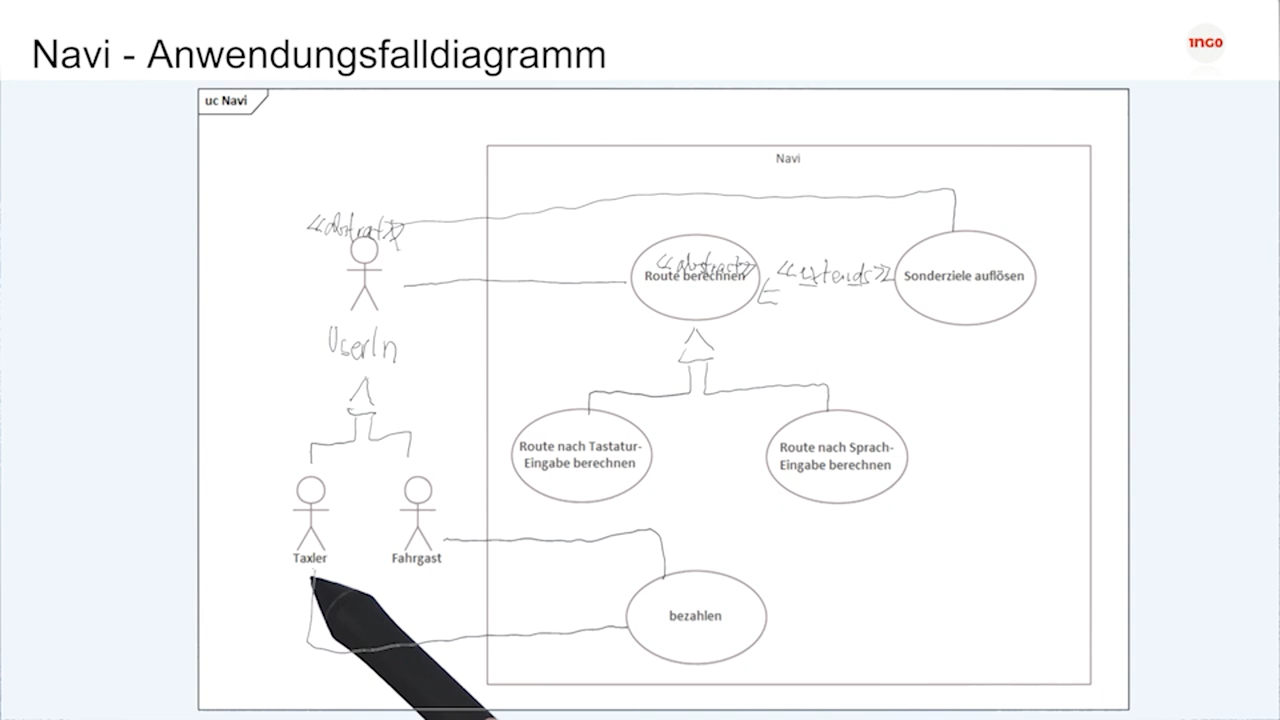 Navi - Anwendungsfalldiagramm
1NGO
uc Navi
Navi
<<abstract>>
<<abstract>>
Route berechnen
<<extends>>
Sonderziele auflösen
UserIn
Route nach Tastatur-
Eingabe berechnen
Route nach Sprach-
Eingabe berechnen
Taxler
Fahrgast
bezahlen